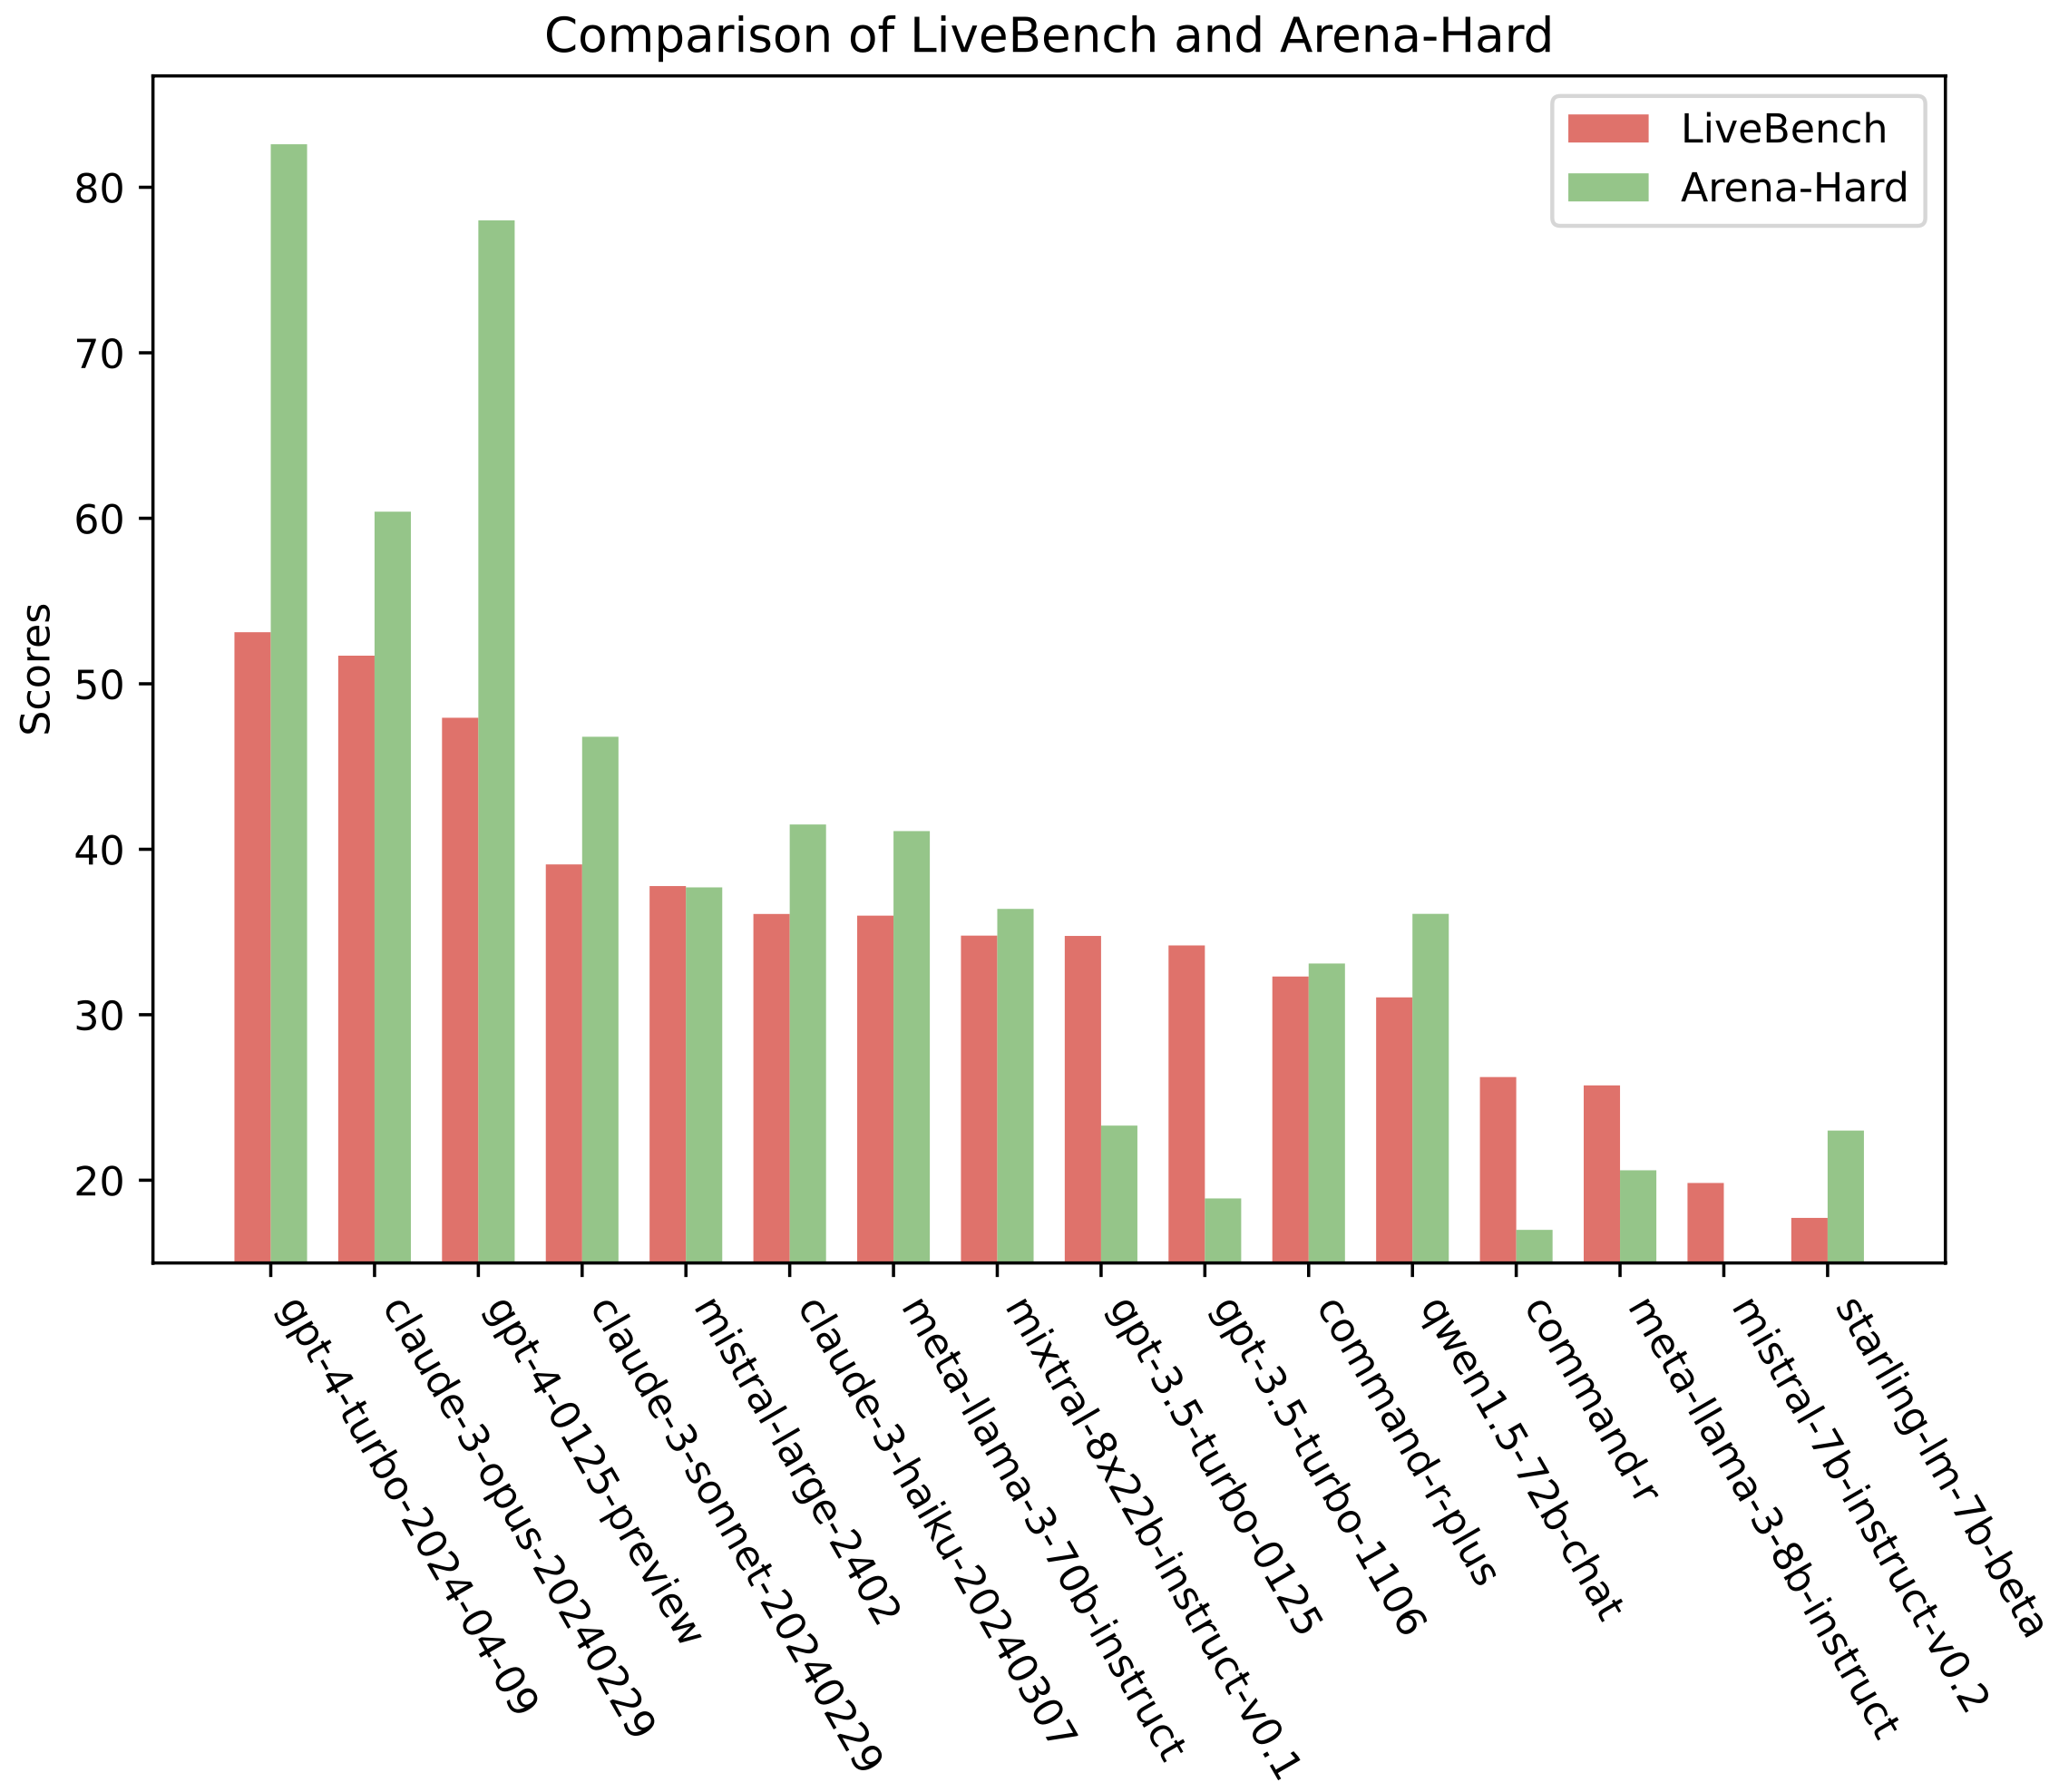 Comparison of LiveBench and Arena-Hard
LiveBench
Arena-Hard
Scores
80
70
60
50
40
30
20
gpt-4-turbo-2024-04-09
claude-3-opus-20240229
gpt-4-0125-preview
claude-3-sonnet-20240229
mistral-large-2402
claude-3-haiku-20240307
meta-llama-3-70b-instruct
mixtral-8x22b-instruct-v0.1
gpt-3.5-turbo-0125
gpt-3.5-turbo-1106
command-r-plus
qwen1.5-72b-chat
command-r
meta-llama-3-8b-instruct
mistral-7b-instruct-v0.2
starling-lm-7b-beta